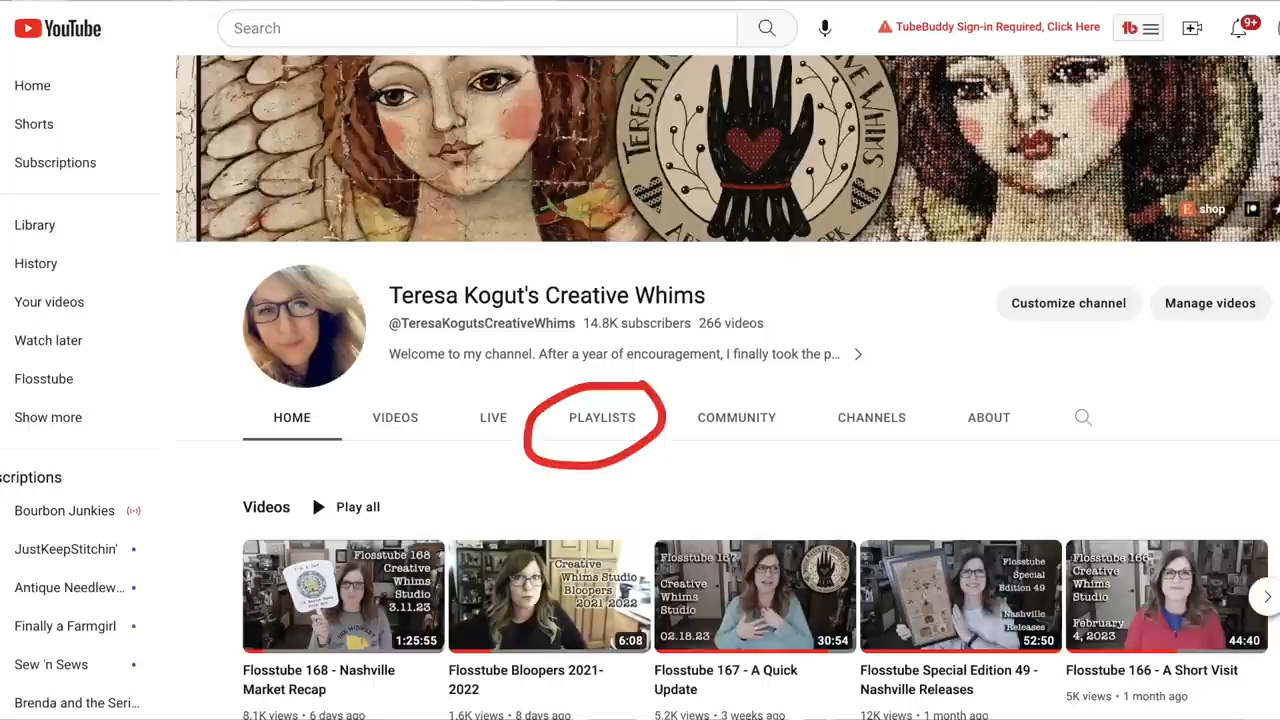 YouTube
Search
TubeBuddy Sign-in Required, Click Here
tb
9+
Home
Shorts
Subscriptions
Library
History
Your videos
Watch later
Flosstube
Show more
scriptions
Bourbon Junkies
JustKeepStitchin'
Antique Needlew...
Finally a Farmgirl
Sew 'n Sews
Brenda and the Seri...
shop
Teresa Kogut's Creative Whims
@TeresaKogutsCreativeWhims 14.8K subscribers 266 videos
Welcome to my channel. After a year of encouragement, I finally took the p...
Customize channel
Manage videos
HOME VIDEOS LIVE PLAYLISTS COMMUNITY CHANNELS ABOUT
Videos Play all
Flosstube 168
Creative
Whims
Studio
3.11.23
1:25:55
Flosstube 168 - Nashville
Market Recap
8.1K views • 6 days ago
Creative
Whims Studio
Bloopers
2021-2022
6:08
Flosstube Bloopers 2021-
2022
1.6K views • 8 days ago
Flosstube 167
Creative
Whims
Studio
02.18.23
30:54
Flosstube 167 - A Quick
Update
5.2K views • 3 weeks ago
Flosstube
Special
Edition 49
Nashville
Releases
52:50
Flosstube Special Edition 49 -
Nashville Releases
12K views • 1 month ago
Flosstube 166
Creative
Whims
Studio
February
4, 2023
44:40
Flosstube 166 - A Short Visit
5K views • 1 month ago